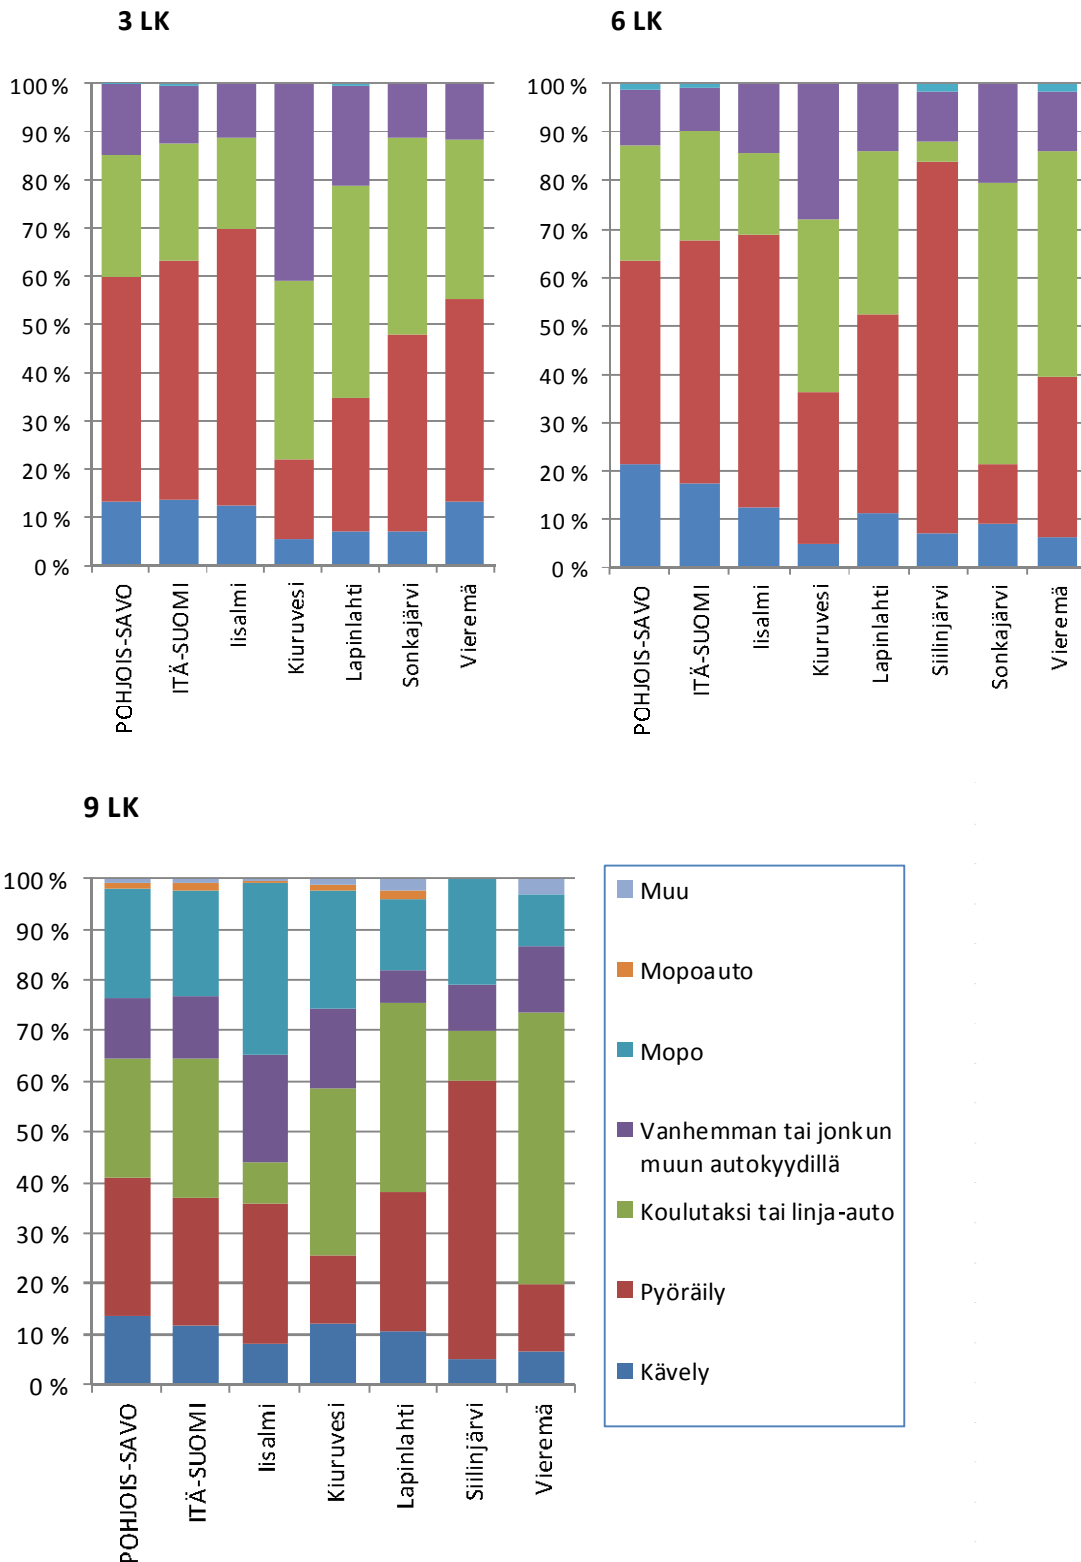 3 LK
6 LK
100 %
90 %
80 %
70 %
60 %
50 %
40 %
30 %
20 %
10 %
0 %
POHJOIS-SAVO
ITÄ-SUOMI
Iisalmi
Kiuruvesi
Lapinlahti
Sonkajärvi
Vieremä
100 %
90 %
80 %
70 %
60 %
50 %
40 %
30 %
20 %
10 %
0 %
POHJOIS-SAVO
ITÄ-SUOMI
Iisalmi
Kiuruvesi
Lapinlahti
Siilinjärvi
Sonkajärvi
Vieremä
9 LK
100 %
90 %
80 %
70 %
60 %
50 %
40 %
30 %
20 %
10 %
0 %
POHJOIS-SAVO
ITÄ-SUOMI
Iisalmi
Kiuruvesi
Lapinlahti
Siilinjärvi
Vieremä
Muu
Mopoauto
Mopo
Vanhemman tai jonkun
muun autokyydillä
Koulutaksi tai linja-auto
Pyöräily
Kävely